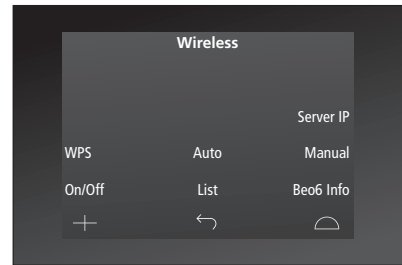 Wireless
Server IP
WPS Auto Manual
On/Off List Beo6 Info